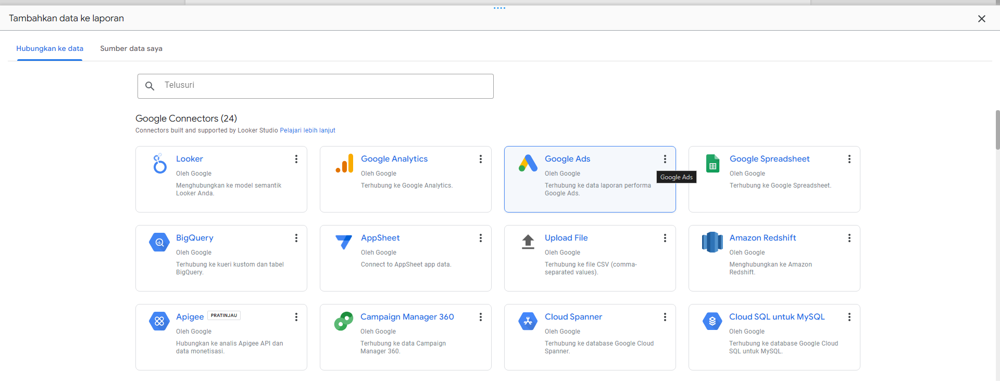 Tambahkan data ke laporan
Hubungkan ke data
Sumber data saya
Telusuri
Google Connectors (24)
Connectors built and supported by Looker Studio Pelajari lebih lanjut
Looker
Oleh Google
Menghubungkan ke model semantik
Looker Anda.
Google Analytics
Oleh Google
Terhubung ke Google Analytics.
Google Ads
Oleh Google
Terhubung ke data laporan performa
Google Ads.
Google Ads
Google Spreadsheet
Oleh Google
Terhubung ke Google Spreadsheet.
BigQuery
Oleh Google
Terhubung ke kueri kustom dan tabel
BigQuery.
AppSheet
Oleh Google
Connect to AppSheet app data.
Upload File
Oleh Google
Terhubung ke file CSV (comma-
separated values).
Amazon Redshift
Oleh Google
Menghubungkan ke Amazon
Redshift.
Apigee PRATINJAU
Oleh Google
Hubungkan ke analis Apigee API dan
data monetisasi.
Campaign Manager 360
Oleh Google
Terhubung ke data Campaign
Manager 360.
Cloud Spanner
Oleh Google
Terhubung ke database Google Cloud
Spanner.
Cloud SQL untuk MySQL
Oleh Google
Terhubung ke database Google Cloud
SQL untuk MySQL.